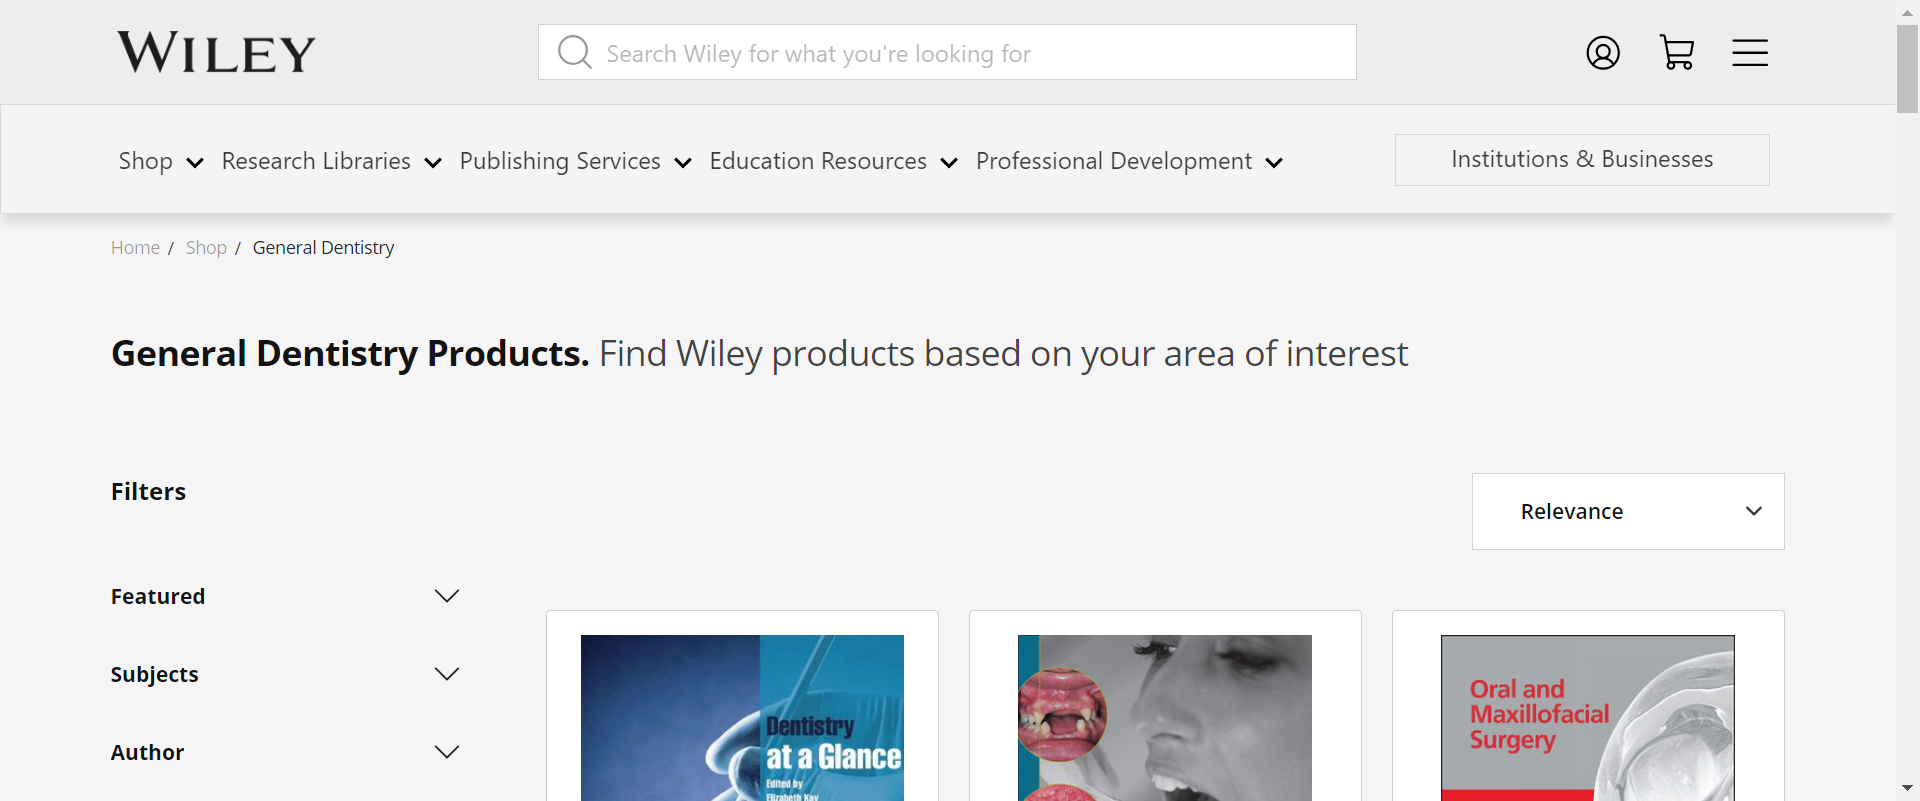 WILEY
Search Wiley for what you're looking for
Shop
Research Libraries
Publishing Services
Education Resources
Professional Development
Institutions & Businesses
Home / Shop / General Dentistry
General Dentistry Products. Find Wiley products based on your area of interest
Filters
Relevance
Featured
Subjects
Author
Dentistry
at a Glance
Edited by
Elizabeth Kay
Oral and
Maxillofacial
Surgery